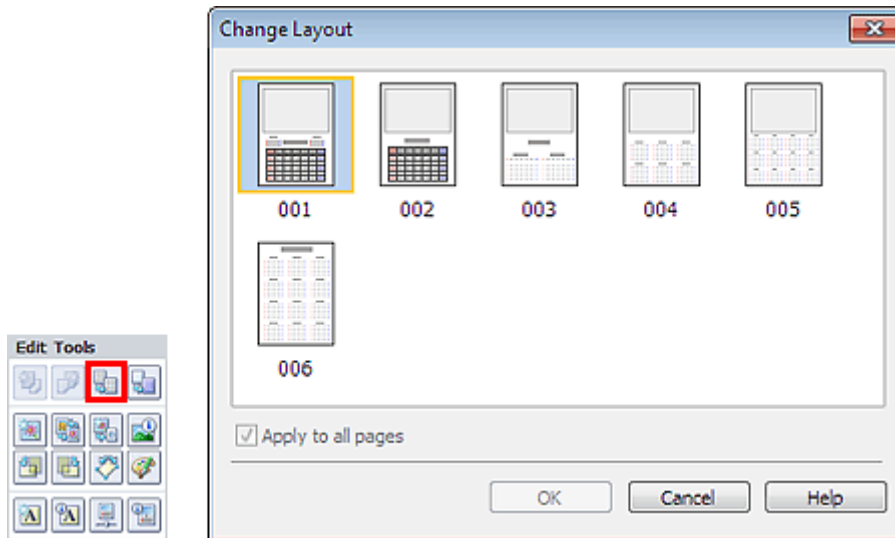 Change Layout
001 002 003 004 005
006
Edit Tools
Apply to all pages
OK Cancel Help